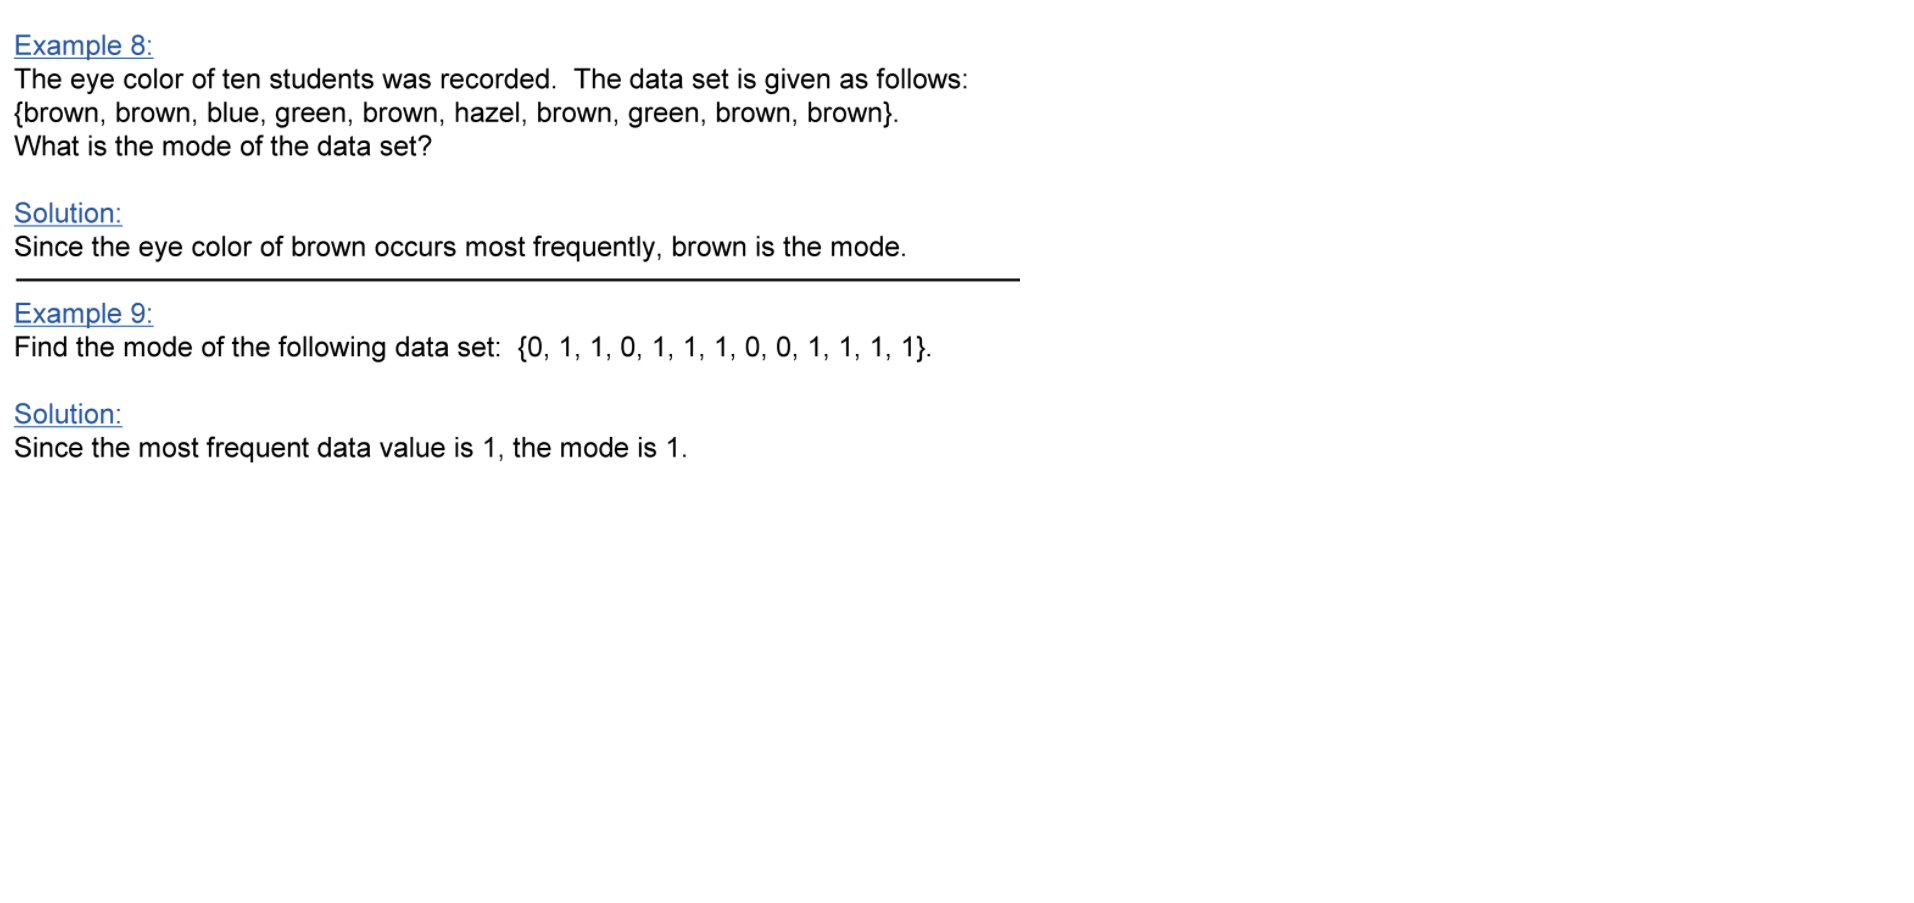 Example 8:
The eye color of ten students was recorded.  The data set is given as follows:
{brown, brown, blue, green, brown, hazel, brown, green, brown, brown}.
What is the mode of the data set?
Solution:
Since the eye color of brown occurs most frequently, brown is the mode.
Example 9:
Find the mode of the following data set:  {0, 1, 1, 0, 1, 1, 1, 0, 0, 1, 1, 1, 1}.
Solution:
Since the most frequent data value is 1, the mode is 1.